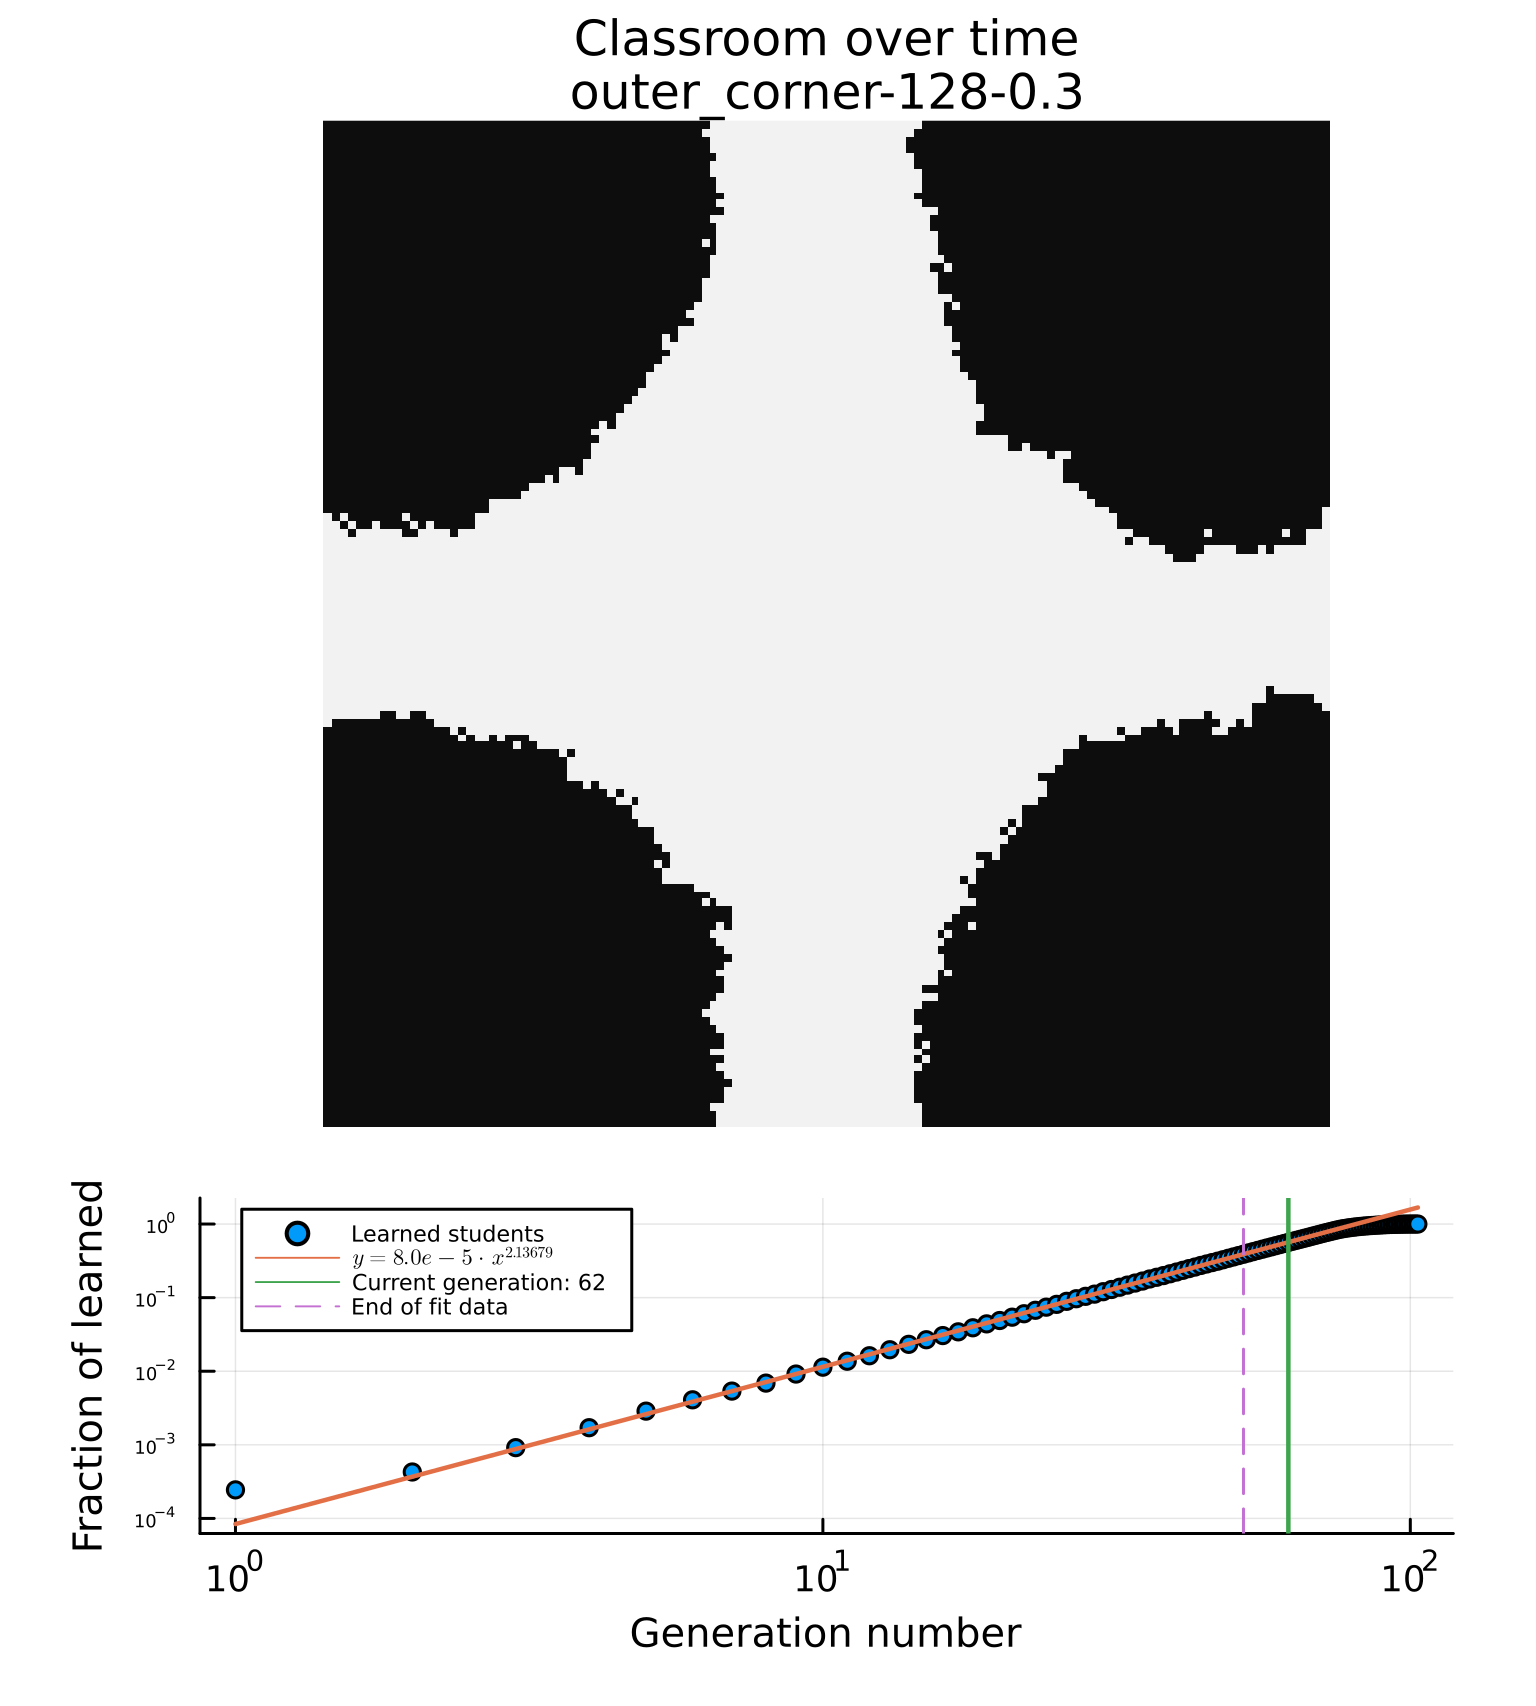 Classroom over time
outer_corner-128-0.3
Fraction of learned
Learned students
y = 8.0e − 5 · x^2.13679
Current generation: 62
End of fit data
10^0
10^−1
10^−2
10^−3
10^−4
10^0 10^1 10^2
Generation number